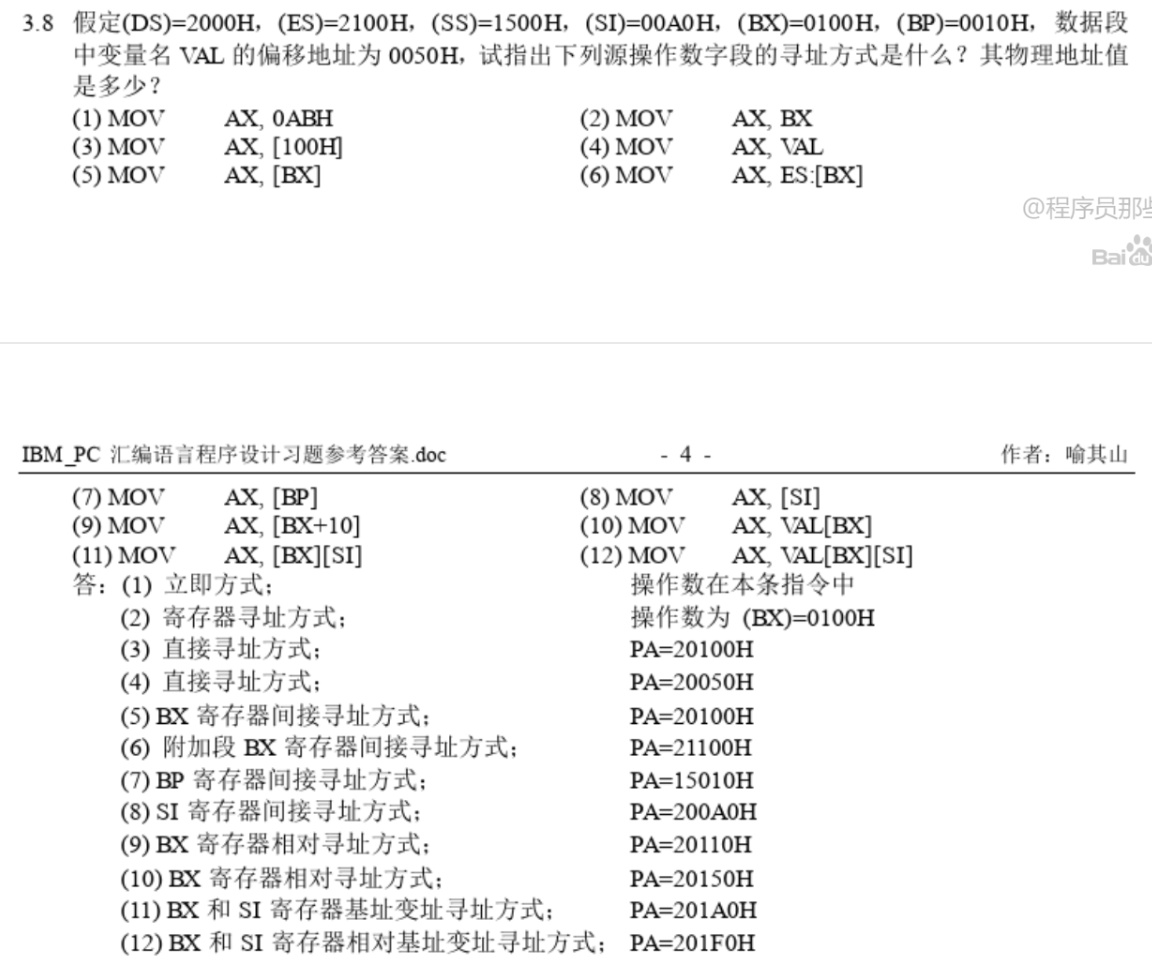 3.8 假定(DS)=2000H，(ES)=2100H，(SS)=1500H，(SI)=00A0H，(BX)=0100H，(BP)=0010H，数据段
中变量名 VAL 的偏移地址为 0050H，试指出下列源操作数字段的寻址方式是什么？其物理地址值
是多少？
(1) MOV AX, 0ABH (2) MOV AX, BX
(3) MOV AX, [100H] (4) MOV AX, VAL
(5) MOV AX, [BX] (6) MOV AX, ES:[BX]
@程序员那些
Baidu
IBM_PC 汇编语言程序设计习题参考答案.doc - 4 - 作者：喻其山
(7) MOV AX, [BP] (8) MOV AX, [SI]
(9) MOV AX, [BX+10] (10) MOV AX, VAL[BX]
(11) MOV AX, [BX][SI] (12) MOV AX, VAL[BX][SI]
答：(1) 立即方式； 操作数在本条指令中
(2) 寄存器寻址方式； 操作数为 (BX)=0100H
(3) 直接寻址方式； PA=20100H
(4) 直接寻址方式； PA=20050H
(5) BX 寄存器间接寻址方式； PA=20100H
(6) 附加段 BX 寄存器间接寻址方式； PA=21100H
(7) BP 寄存器间接寻址方式； PA=15010H
(8) SI 寄存器间接寻址方式； PA=200A0H
(9) BX 寄存器相对寻址方式； PA=20110H
(10) BX 寄存器相对寻址方式； PA=20150H
(11) BX 和 SI 寄存器基址变址寻址方式； PA=201A0H
(12) BX 和 SI 寄存器相对基址变址寻址方式； PA=201F0H